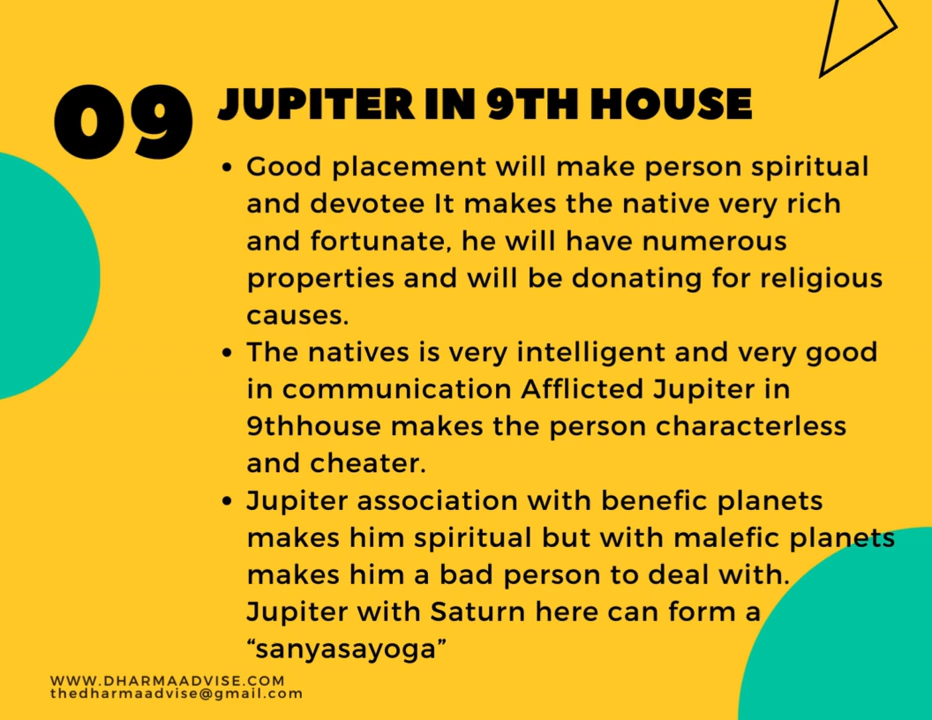 09
JUPITER IN 9TH HOUSE
• Good placement will make person spiritual
and devotee It makes the native very rich
and fortunate, he will have numerous
properties and will be donating for religious
causes.
• The natives is very intelligent and very good
in communication Afflicted Jupiter in
9thhouse makes the person characterless
and cheater.
• Jupiter association with benefic planets
makes him spiritual but with malefic planets
makes him a bad person to deal with.
Jupiter with Saturn here can form a
“sanyasayoga”
WWW.DHARMAADVISE.COM
thedharmaadvise@gmail.com